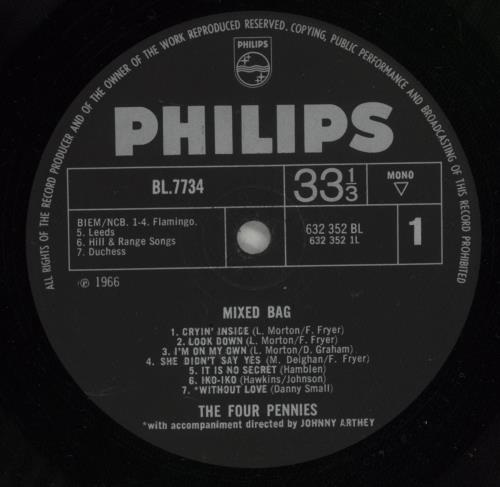 ALL RIGHTS OF THE RECORD PRODUCER AND OF THE OWNER OF THE WORK REPRODUCED RESERVED. COPYING, PUBLIC PERFORMANCE AND BROADCASTING OF THIS RECORD PROHIBITED
PHILIPS
PHILIPS
BL.7734
33 1/3
MONO
▽
BIEM/NCB. 1-4. Flamingo.
5. Leeds
6. Hill & Range Songs
7. Duchess
632 352 BL
632 352 1L
1
℗ 1966
MIXED BAG
1. CRYIN' INSIDE (L. Morton/F. Fryer)
2. LOOK DOWN (L. Morton/F. Fryer)
3. I'M ON MY OWN (L. Morton/D. Graham)
4. SHE DIDN'T SAY YES (M. Deighan/F. Fryer)
5. IT IS NO SECRET (Hamblen)
6. IKO-IKO (Hawkins/Johnson)
7. *WITHOUT LOVE (Danny Small)
THE FOUR PENNIES
*with accompaniment directed by JOHNNY ARTHEY